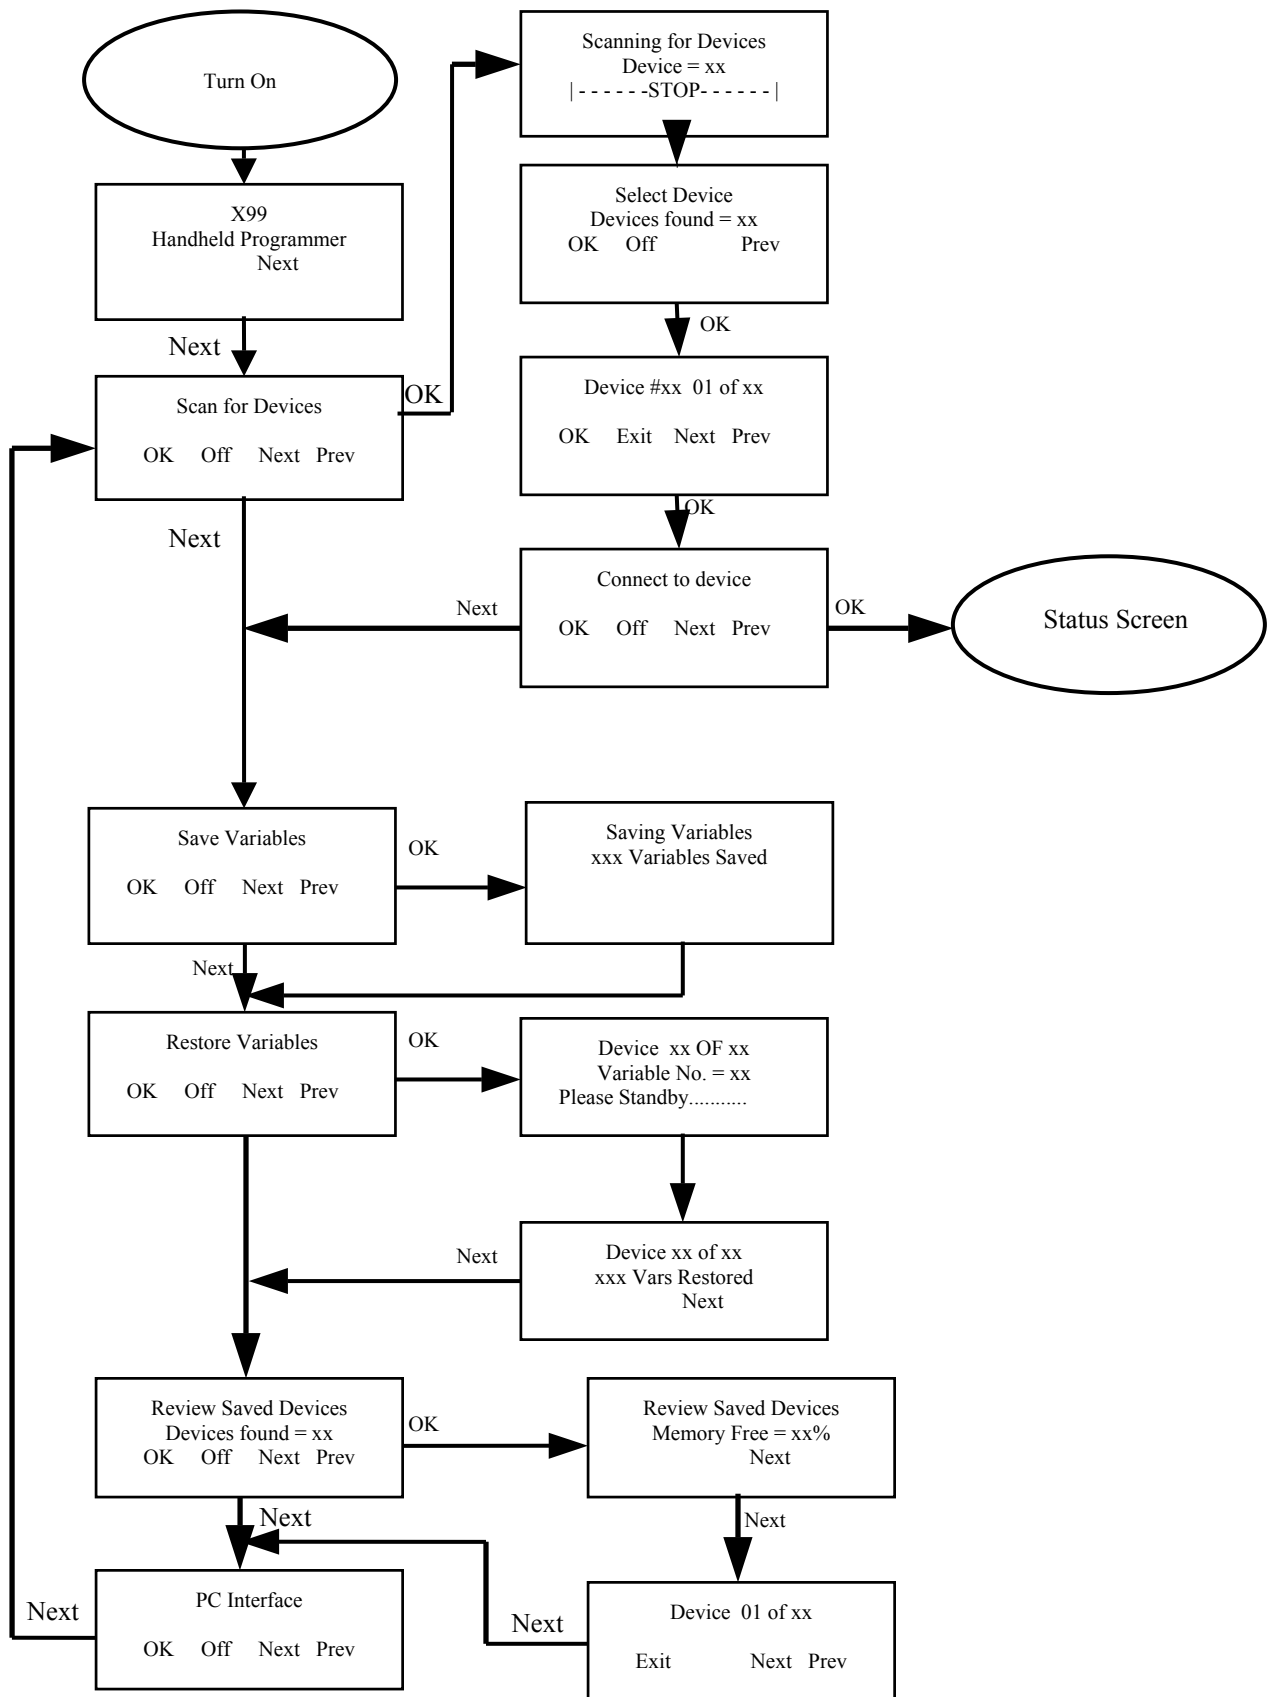 Turn On
X99
Handheld Programmer
Next
Next
Scan for Devices
OK Off Next Prev
OK
Next
Scanning for Devices
Device = xx
|- - - - - -STOP- - - - - - |
Select Device
Devices found = xx
OK Off Prev
OK
Device #xx 01 of xx
OK Exit Next Prev
OK
Connect to device
OK Off Next Prev
Next
OK
Status Screen
Save Variables
OK Off Next Prev
OK
Saving Variables
xxx Variables Saved
Next
Restore Variables
OK Off Next Prev
OK
Device xx OF xx
Variable No. = xx
Please Standby...........
Device xx of xx
xxx Vars Restored
Next
Next
Review Saved Devices
Devices found = xx
OK Off Next Prev
OK
Review Saved Devices
Memory Free = xx%
Next
Next
Next
PC Interface
OK Off Next Prev
Next
Device 01 of xx
Exit Next Prev
Next